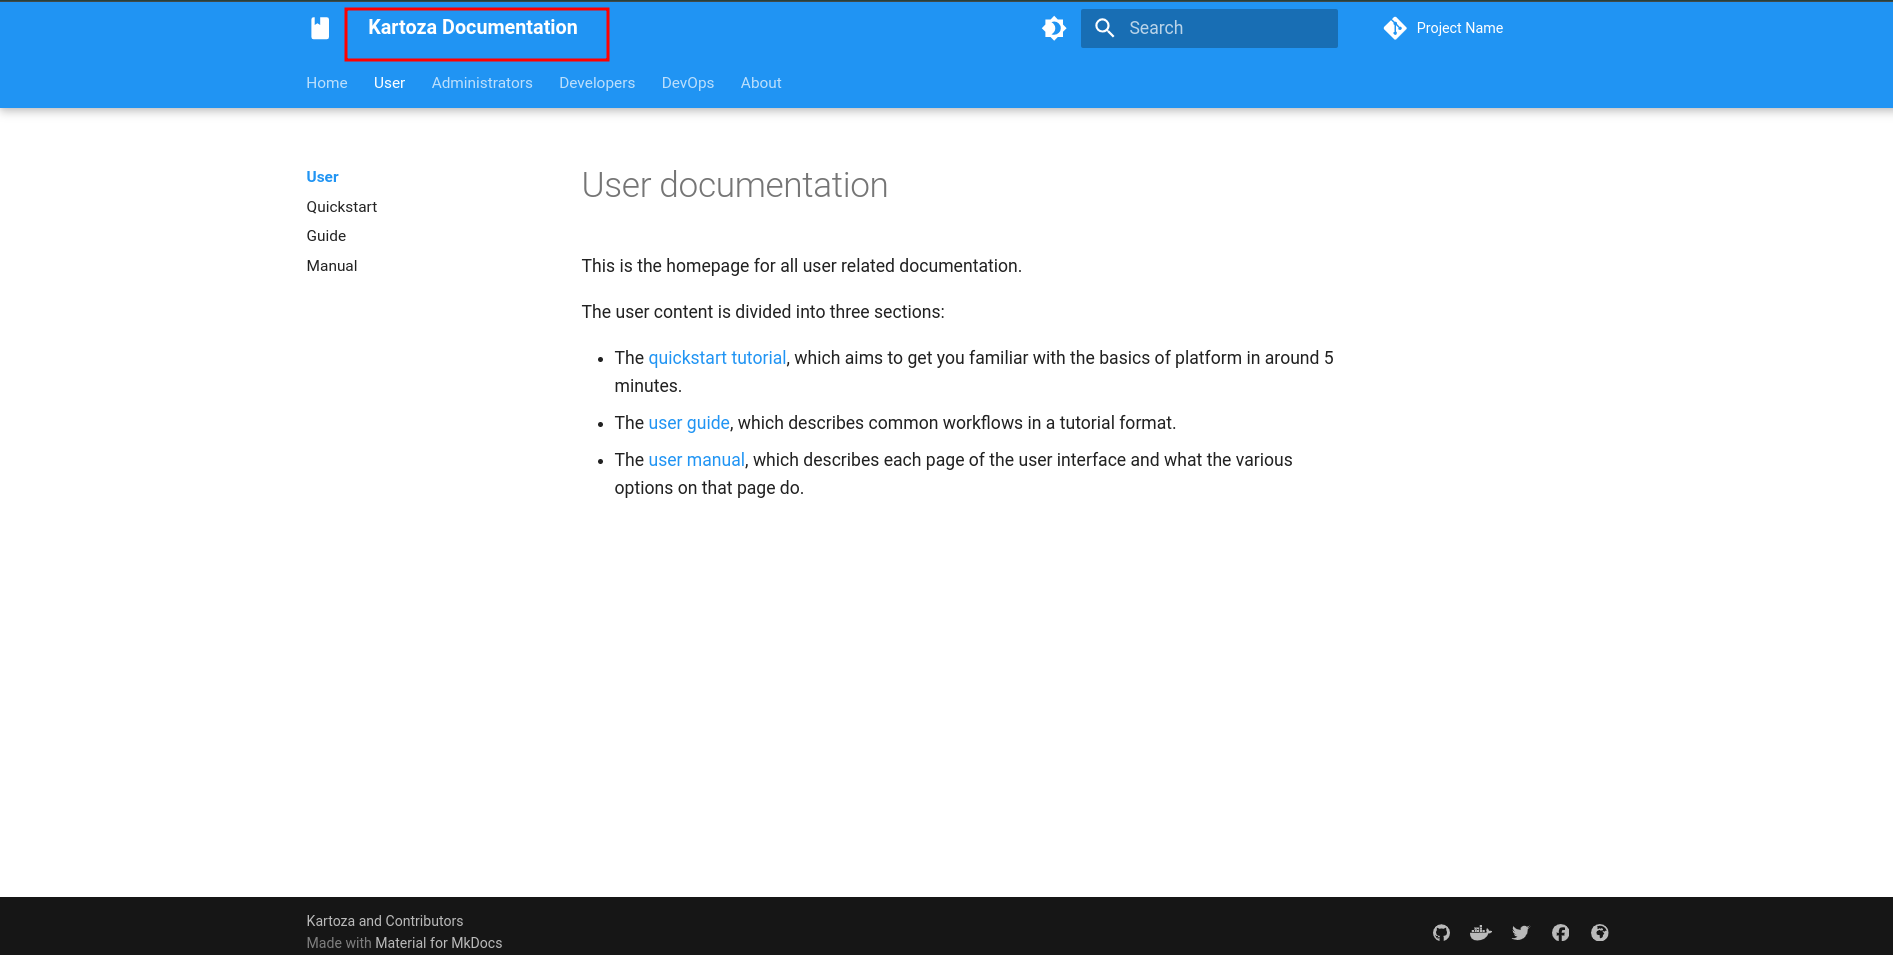 Kartoza Documentation
Search
Project Name
Home User Administrators Developers DevOps About
User
Quickstart
Guide
Manual
User documentation
This is the homepage for all user related documentation.
The user content is divided into three sections:
• The quickstart tutorial, which aims to get you familiar with the basics of platform in around 5
minutes.
• The user guide, which describes common workflows in a tutorial format.
• The user manual, which describes each page of the user interface and what the various
options on that page do.
Kartoza and Contributors
Made with Material for MkDocs